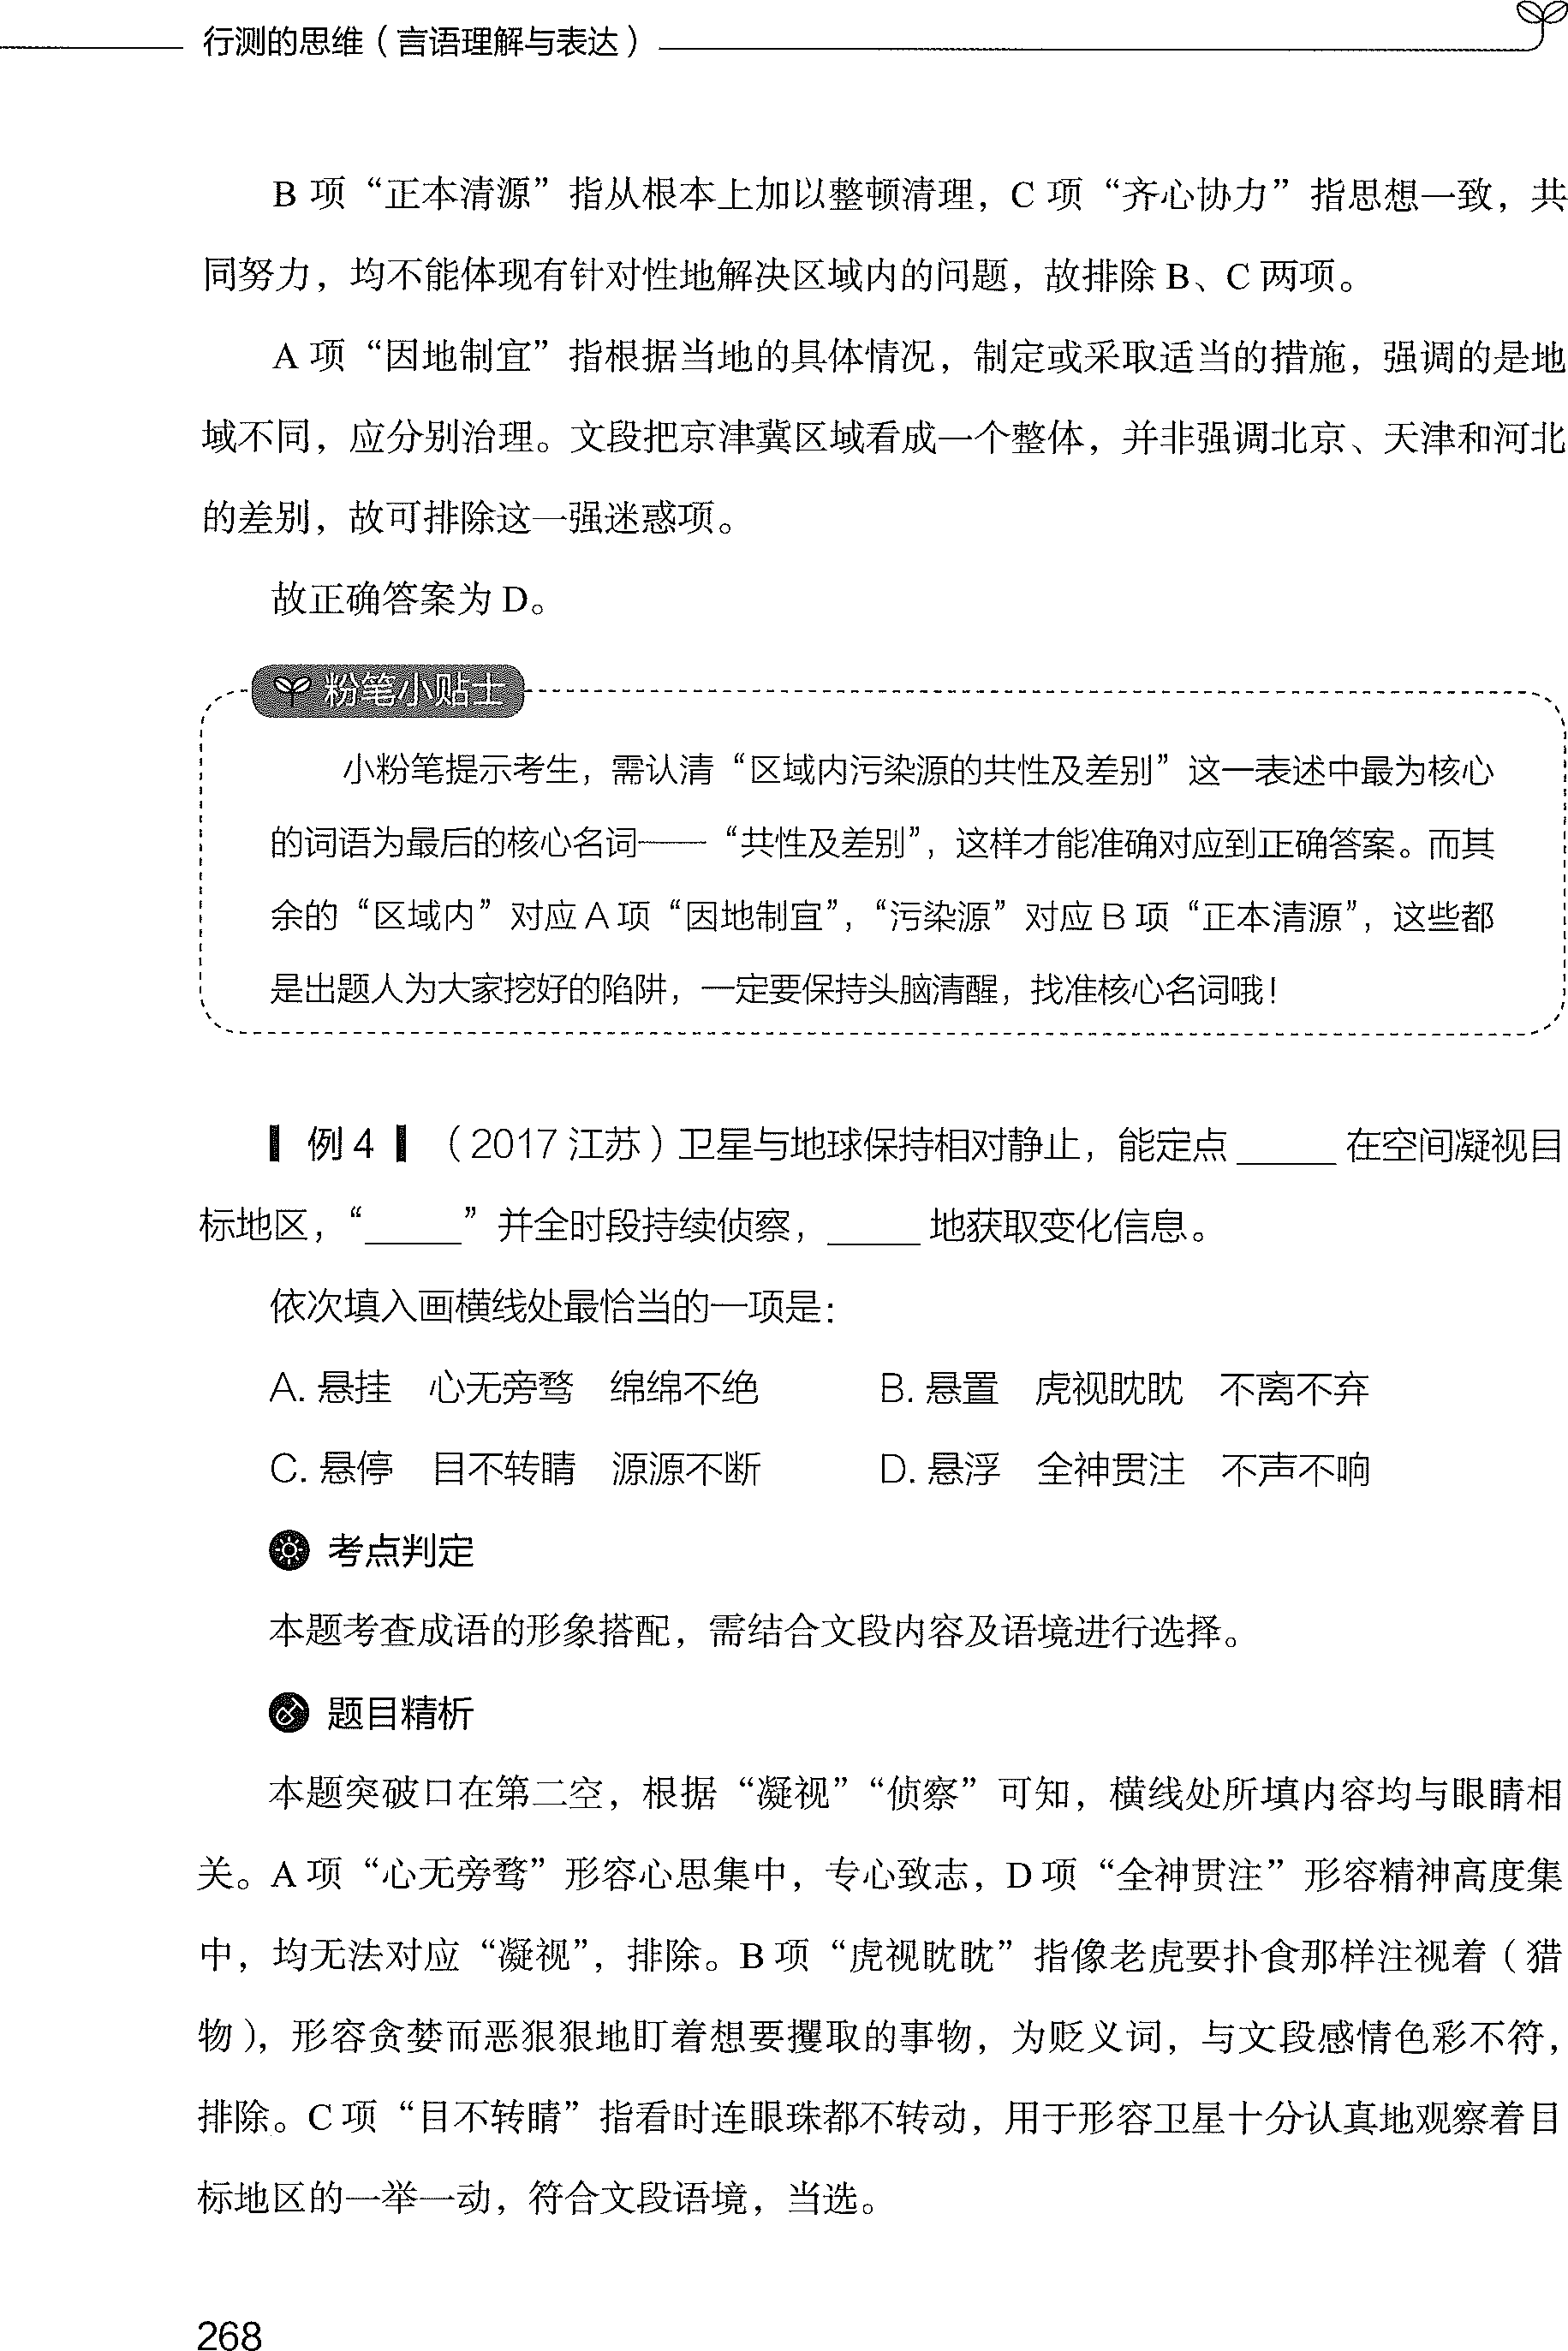 行测的思维（言语理解与表达）
B 项“正本清源”指从根本上加以整顿清理，C 项“齐心协力”指思想一致，共
同努力，均不能体现有针对性地解决区域内的问题，故排除 B、C 两项。
A 项“因地制宜”指根据当地的具体情况，制定或采取适当的措施，强调的是地
域不同，应分别治理。文段把京津冀区域看成一个整体，并非强调北京、天津和河北
的差别，故可排除这一强迷惑项。
故正确答案为 D。
粉笔小贴士
小粉笔提示考生，需认清“区域内污染源的共性及差别”这一表述中最为核心
的词语为最后的核心名词——“共性及差别”，这样才能准确对应到正确答案。而其
余的“区域内”对应 A 项“因地制宜”，“污染源”对应 B 项“正本清源”，这些都
是出题人为大家挖好的陷阱，一定要保持头脑清醒，找准核心名词哦！
例 4 （2017 江苏）卫星与地球保持相对静止，能定点_____在空间凝视目
标地区，“_____”并全时段持续侦察，_____地获取变化信息。
依次填入画横线处最恰当的一项是：
A. 悬挂 心无旁骛 绵绵不绝 B. 悬置 虎视眈眈 不离不弃
C. 悬停 目不转睛 源源不断 D. 悬浮 全神贯注 不声不响
考点判定
本题考查成语的形象搭配，需结合文段内容及语境进行选择。
题目精析
本题突破口在第二空，根据“凝视”“侦察”可知，横线处所填内容均与眼睛相
关。A 项“心无旁骛”形容心思集中，专心致志，D 项“全神贯注”形容精神高度集
中，均无法对应“凝视”，排除。B 项“虎视眈眈”指像老虎要扑食那样注视着（猎
物），形容贪婪而恶狠狠地盯着想要攫取的事物，为贬义词，与文段感情色彩不符，
排除。C 项“目不转睛”指看时连眼珠都不转动，用于形容卫星十分认真地观察着目
标地区的一举一动，符合文段语境，当选。
268